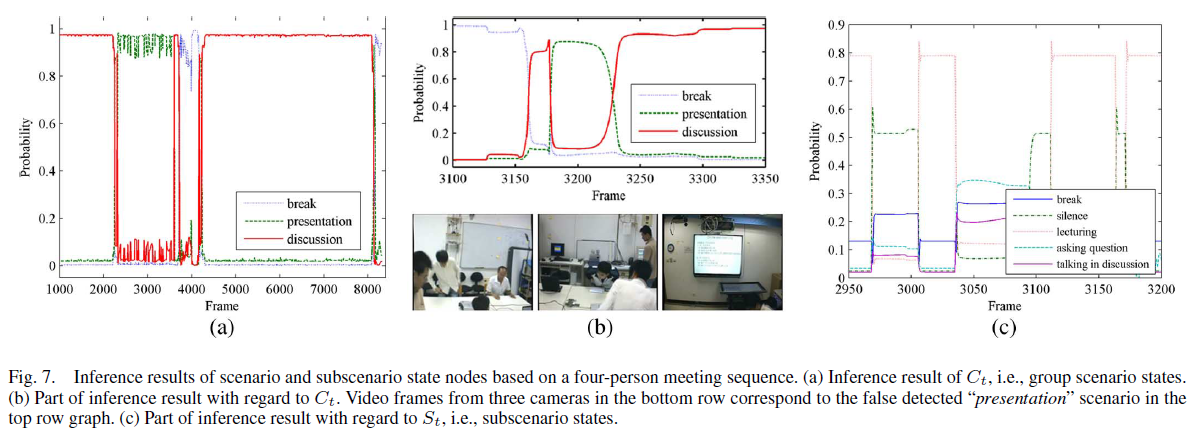 1
0.8
0.6
0.4
0.2
0
Probability
break
presentation
discussion
1000 2000 3000 4000 5000 6000 7000 8000
Frame
(a)
1
0.8
0.6
0.4
0.2
0
Probability
break
presentation
discussion
3100 3150 3200 3250 3300 3350
Frame
(b)
0.9
0.8
0.7
0.6
0.5
0.4
0.3
0.2
0.1
0
Probability
break
silence
lecturing
asking question
talking in discussion
2950 3000 3050 3100 3150 3200
Frame
(c)
Fig. 7. Inference results of scenario and subscenario state nodes based on a four-person meeting sequence. (a) Inference result of Cₜ, i.e., group scenario states.
(b) Part of inference result with regard to Cₜ. Video frames from three cameras in the bottom row correspond to the false detected “presentation” scenario in the
top row graph. (c) Part of inference result with regard to Sₜ, i.e., subscenario states.